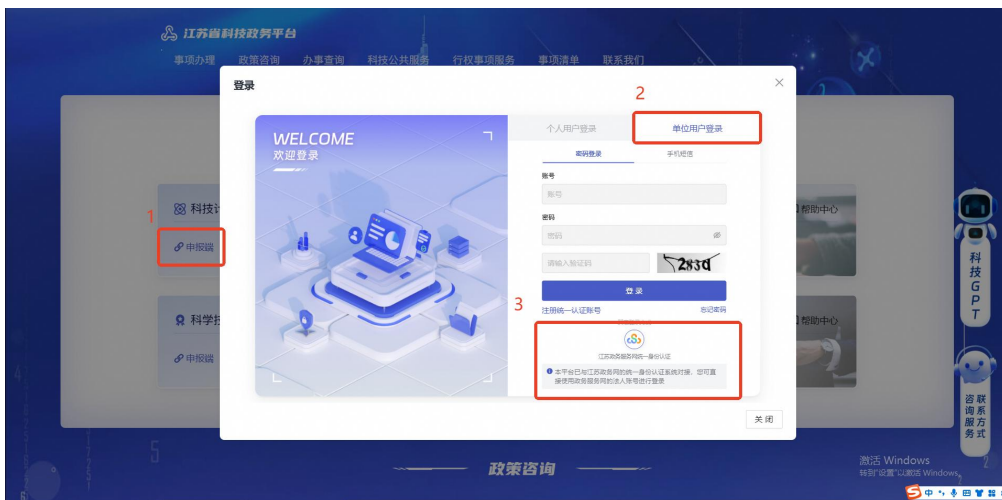 江苏省科技政务平台
事项办理 政策咨询 办事查询 科技公共服务 行权事项服务 事项清单 联系我们
登录
2
WELCOME
欢迎登录
个人用户登录 单位用户登录
密码登录 手机短信
账号
账号
密码
密码
请输入验证码 283d
登 录
注册统一认证账号 忘记密码
3
江苏政务服务网统一身份认证
本平台已与江苏政务网的统一身份认证系统对接，您可直
接使用政务服务网的法人账号进行登录
关 闭
1
科技计
申报端
帮助中心
科学技
申报端
帮助中心
科技GPT
联系方式
咨询服务
政策咨询
激活 Windows
转到"设置"以激活 Windows。
中